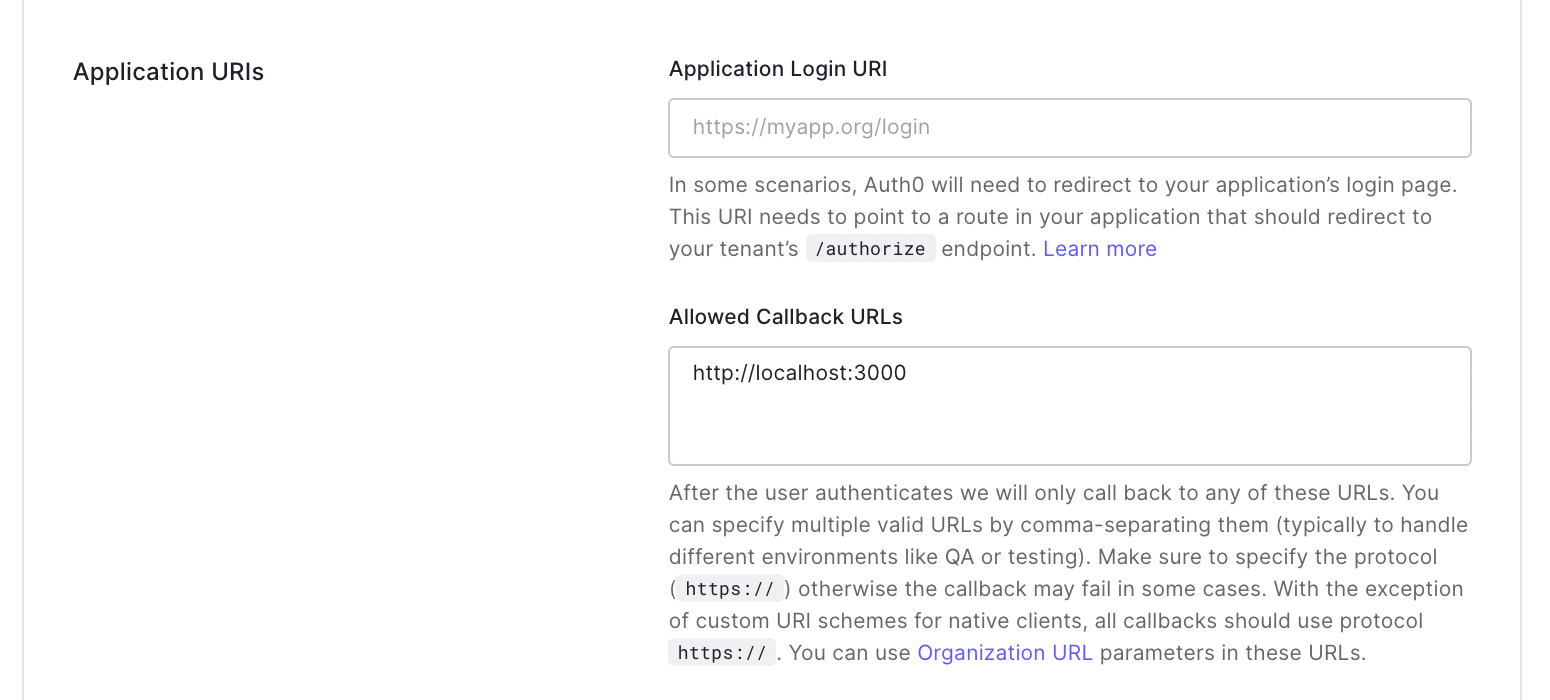 Application URIs
Application Login URI
https://myapp.org/login
In some scenarios, Auth0 will need to redirect to your application’s login page.
This URI needs to point to a route in your application that should redirect to
your tenant’s /authorize endpoint. Learn more
Allowed Callback URLs
http://localhost:3000
After the user authenticates we will only call back to any of these URLs. You
can specify multiple valid URLs by comma-separating them (typically to handle
different environments like QA or testing). Make sure to specify the protocol
(https://) otherwise the callback may fail in some cases. With the exception
of custom URI schemes for native clients, all callbacks should use protocol
https://. You can use Organization URL parameters in these URLs.